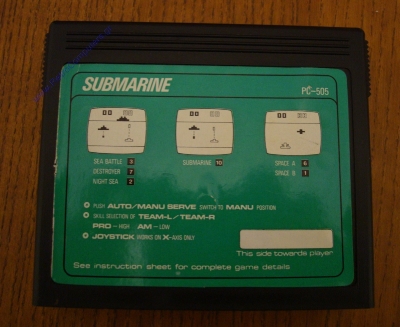 SUBMARINE
PC-505
SEA BATTLE 3
DESTROYER 7
NIGHT SEA 2
SUBMARINE 10
SPACE A 6
SPACE B 1
PUSH AUTO/MANU SERVE SWITCH TO MANU POSITION
SKILL SELECTION OF TEAM-L/TEAM-R
PRO-HIGH AM-LOW
JOYSTICK WORKS ON X-AXIS ONLY
This side towards player
See instruction sheet for complete game details